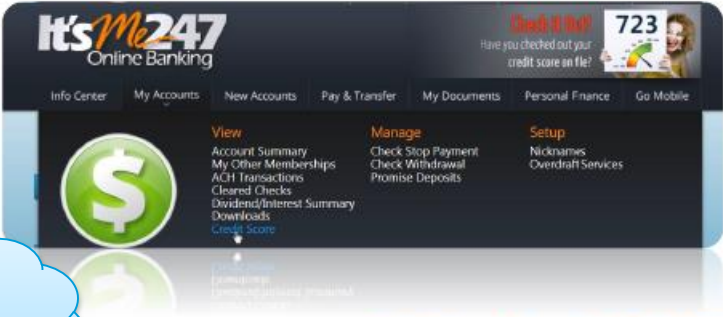 It's Me 247
Online Banking
Check It Out!
Have you checked out your
credit score on file?
723
Info Center My Accounts New Accounts Pay & Transfer My Documents Personal Finance Go Mobile
View
Account Summary
My Other Memberships
ACH Transactions
Cleared Checks
Dividend/Interest Summary
Downloads
Credit Score
Manage
Check Stop Payment
Check Withdrawal
Promise Deposits
Setup
Nicknames
Overdraft Services
$